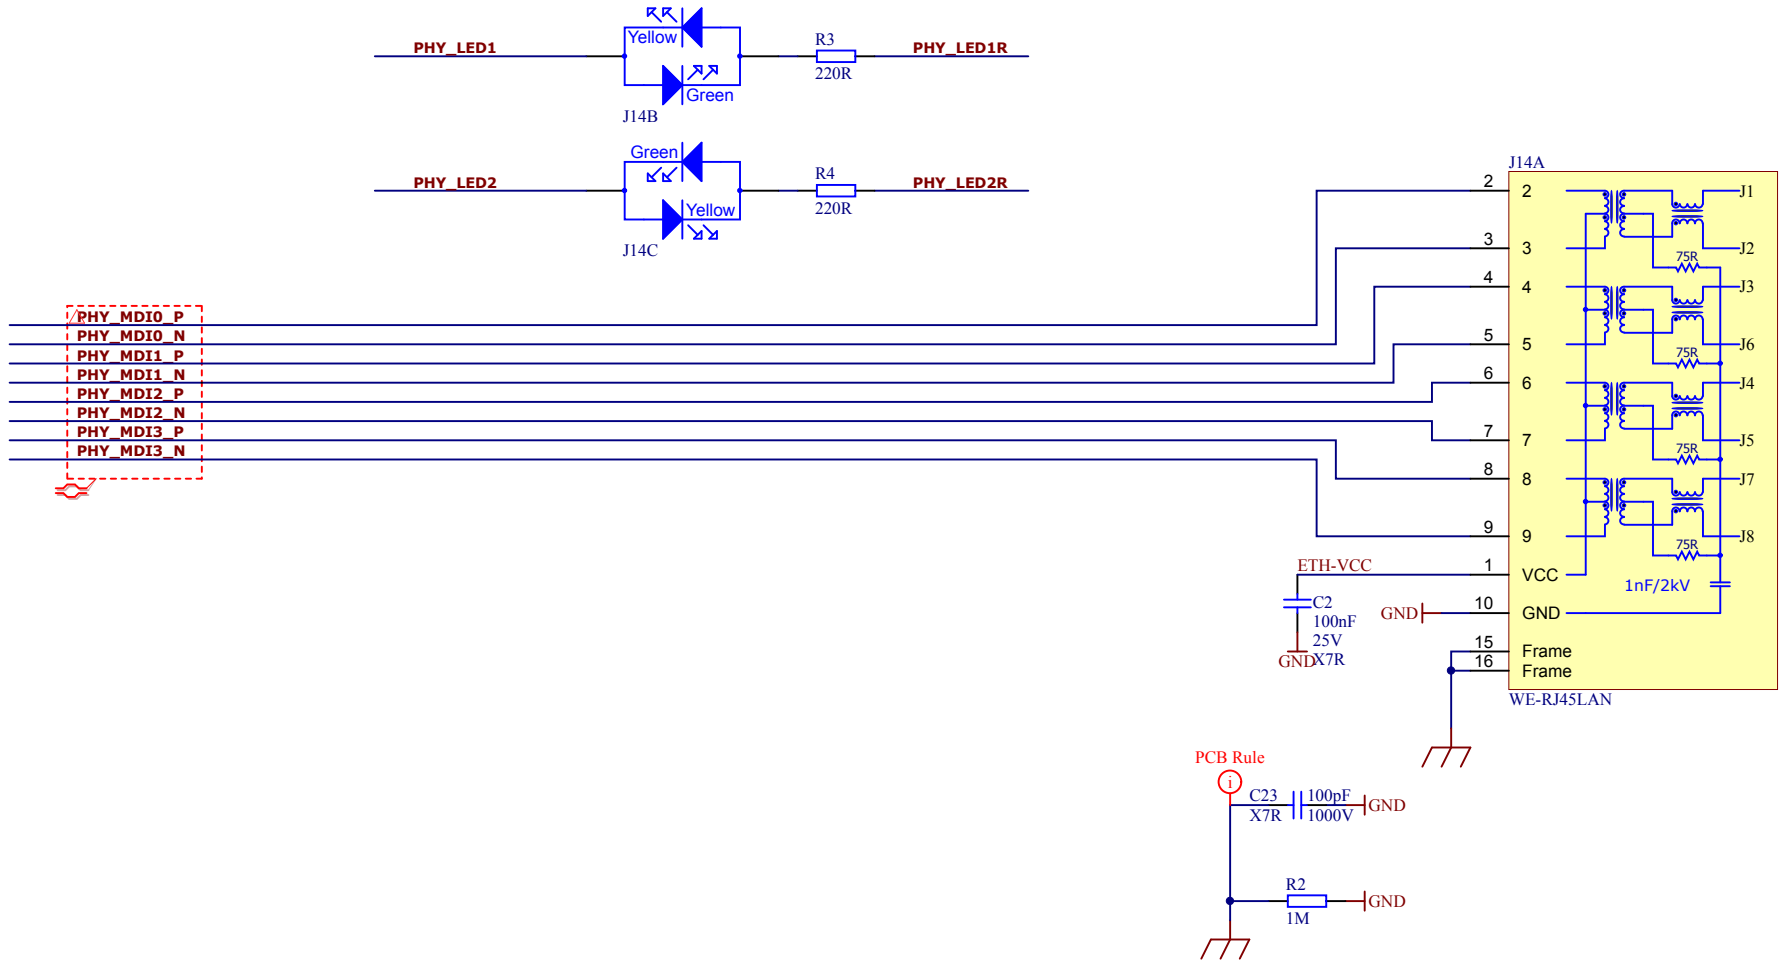 PHY_LED1
Yellow
Green
J14B
R3
220R
PHY_LED1R
PHY_LED2
Green
Yellow
J14C
R4
220R
PHY_LED2R
PHY_MDI0_P
PHY_MDI0_N
PHY_MDI1_P
PHY_MDI1_N
PHY_MDI2_P
PHY_MDI2_N
PHY_MDI3_P
PHY_MDI3_N
J14A
2 2 J1
3 3 J2
75R
4 4 J3
5 5 J6
75R
6 6 J4
7 7 J5
75R
8 8 J7
9 9 J8
75R
ETH-VCC 1 VCC
1nF/2kV
C2
100nF
25V
X7R
GND
GND 10 GND
15 Frame
16 Frame
WE-RJ45LAN
PCB Rule
i
C23
X7R
100pF
1000V
GND
R2
1M
GND